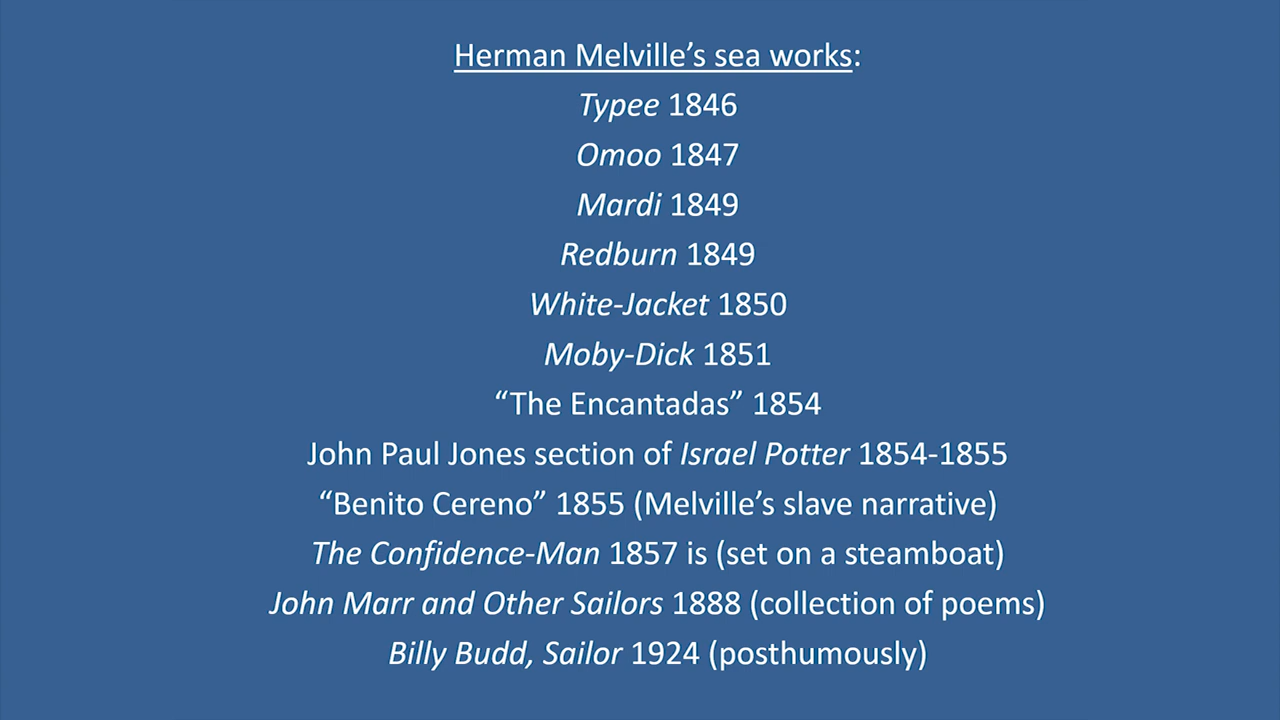 Herman Melville’s sea works:
Typee 1846
Omoo 1847
Mardi 1849
Redburn 1849
White-Jacket 1850
Moby-Dick 1851
“The Encantadas” 1854
John Paul Jones section of Israel Potter 1854-1855
“Benito Cereno” 1855 (Melville’s slave narrative)
The Confidence-Man 1857 is (set on a steamboat)
John Marr and Other Sailors 1888 (collection of poems)
Billy Budd, Sailor 1924 (posthumously)